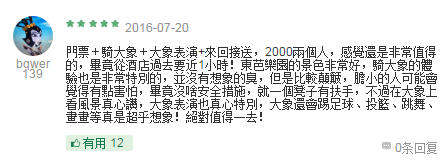 ★★★★★ 2016-07-20
bqwer
139
門票+騎大象+大象表演+來回接送,2000兩個人,感覺還是非常值得
的,畢竟從酒店過去要近1小時!東芭樂園的景色非常好,騎大象的體
驗也是非常特別的,並沒有想象的臭,但是比較顛簸,膽小的人可能會
覺得有點害怕,畢竟沒啥安全措施,就一個凳子有扶手,不過在大象上
看風景真心讚,大象表演也真心特別,大象還會踢足球、投籃、跳舞、
畫畫等真是超乎想象!絕對值得一去!
有用 12
0条回复